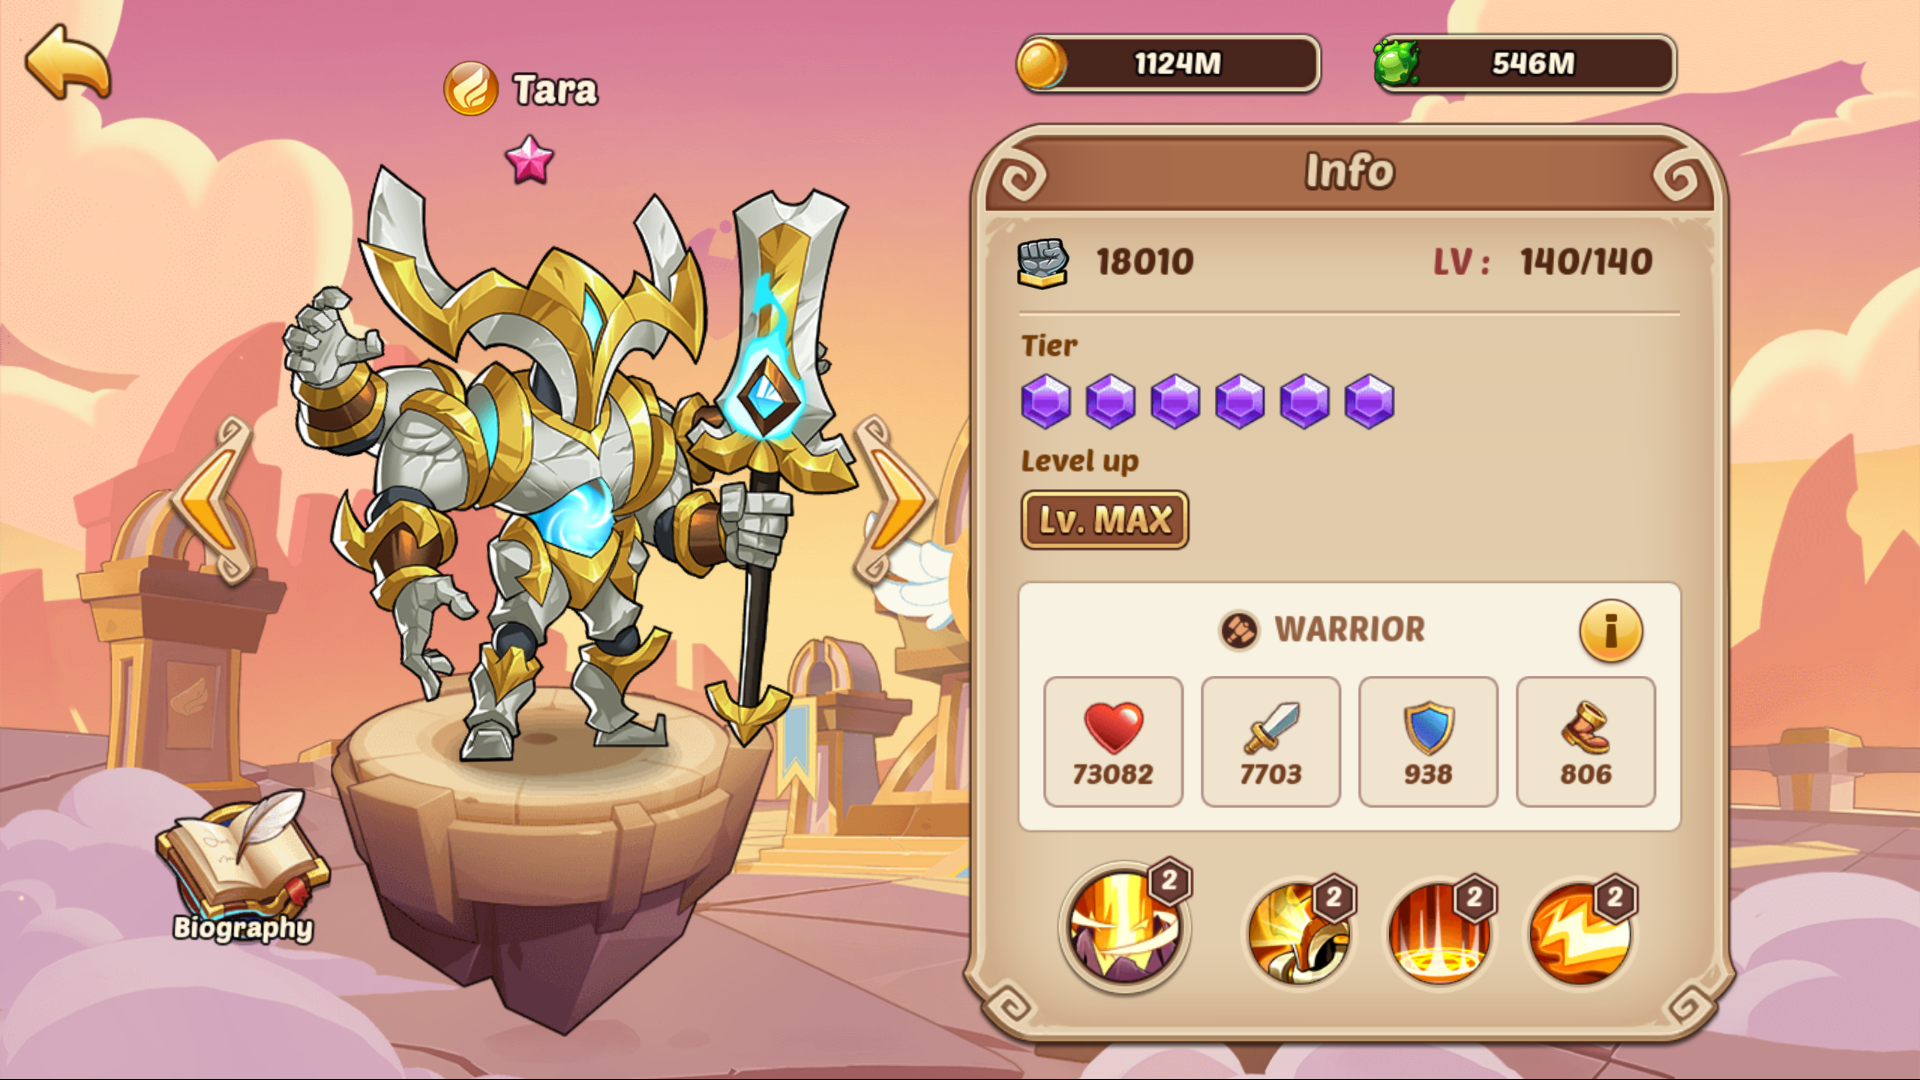 Tara
1124M
546M
Info
18010
LV : 140/140
Tier
Level up
Lv. MAX
WARRIOR
i
73082
7703
938
806
2
2
2
2
Biography